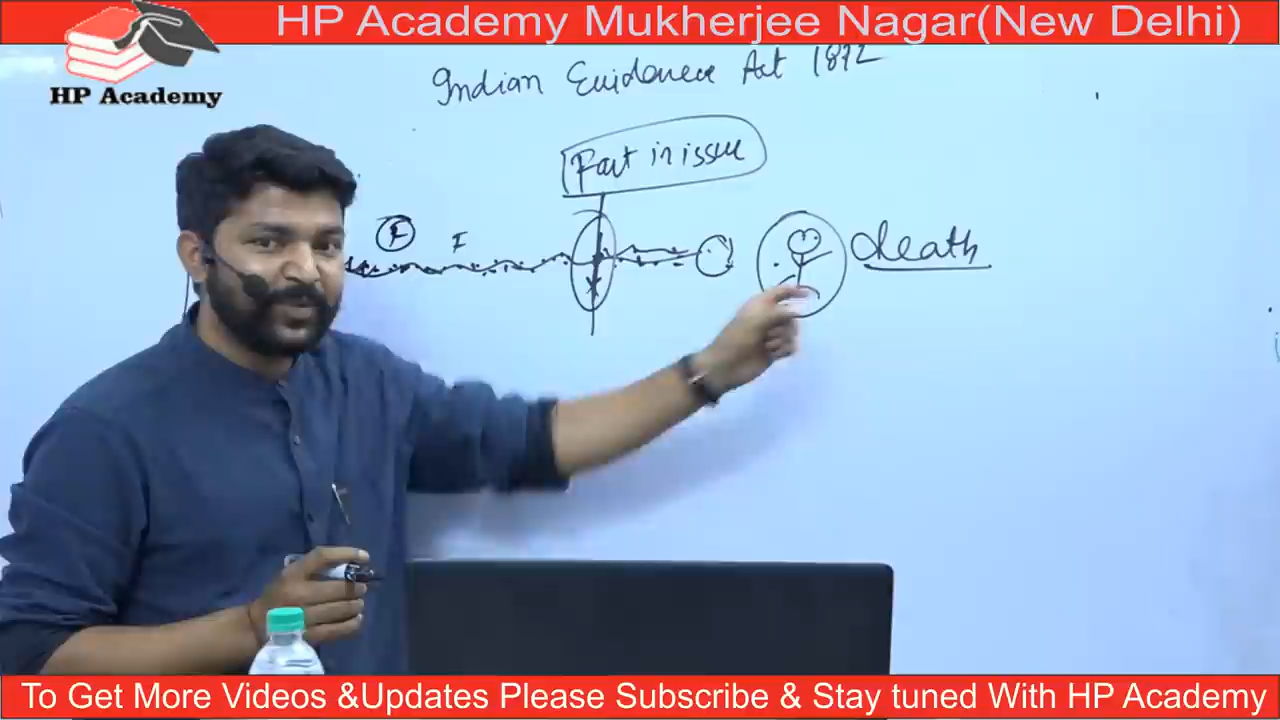 HP Academy Mukherjee Nagar(New Delhi)
HP Academy
Indian Evidence Act 1872
Fact in issue
F F
death
To Get More Videos &Updates Please Subscribe & Stay tuned With HP Academy